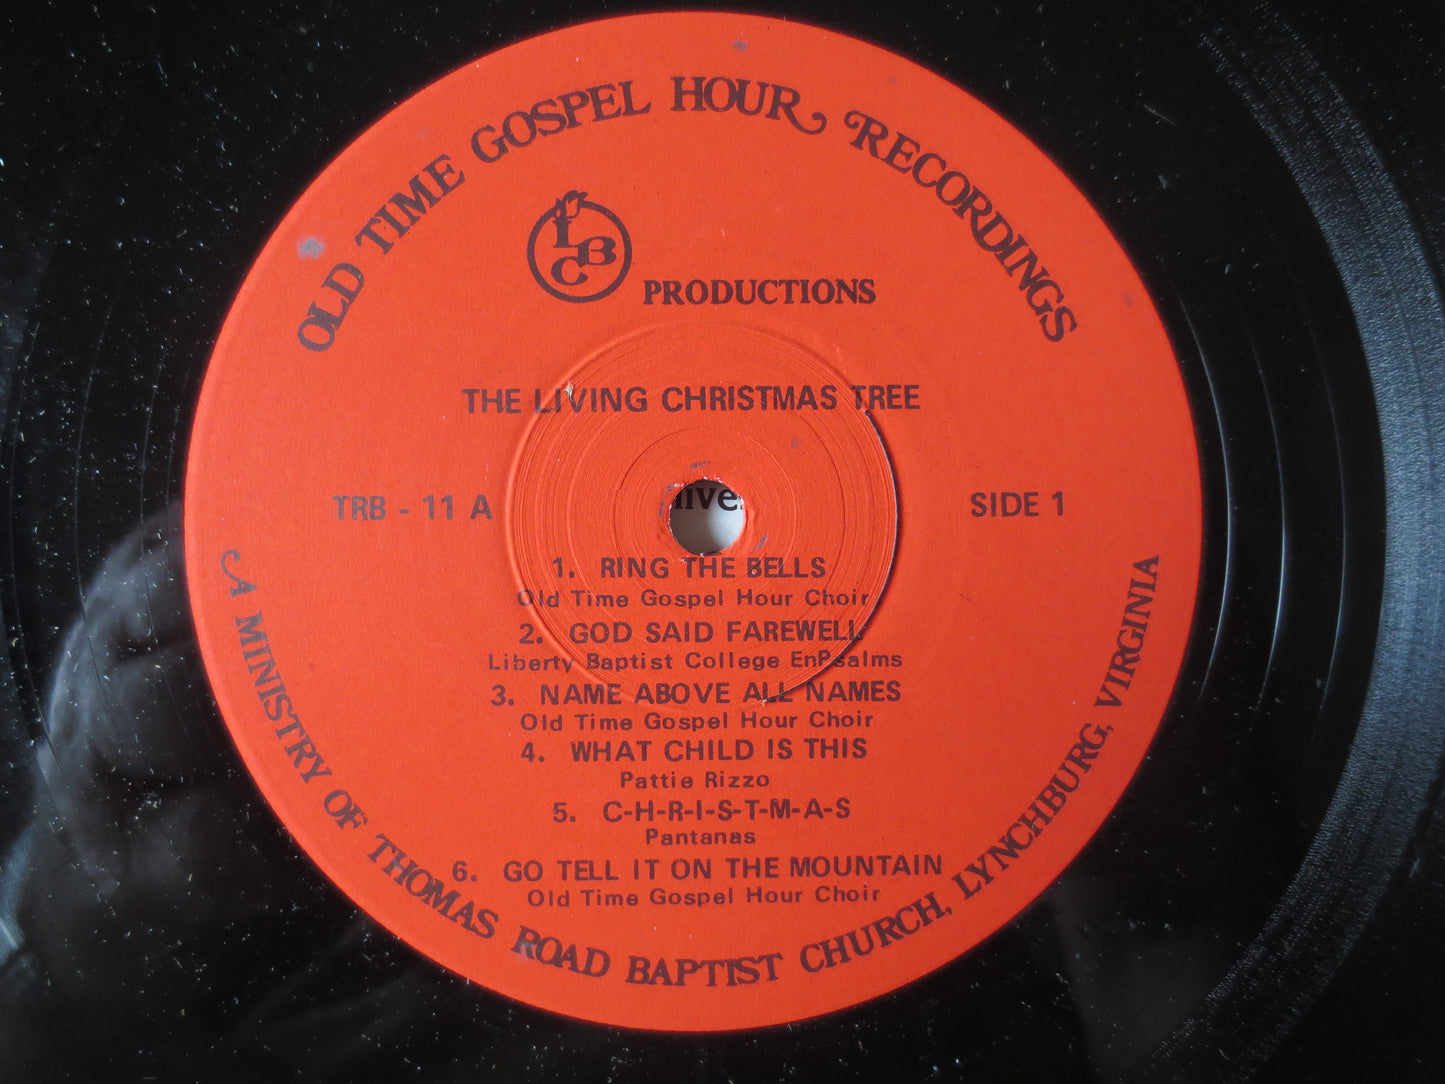 OLD TIME GOSPEL HOUR RECORDINGS
LBC
PRODUCTIONS
THE LIVING CHRISTMAS TREE
TRB - 11 A
SIDE 1
1. RING THE BELLS
Old Time Gospel Hour Choir
2. GOD SAID FAREWELL
Liberty Baptist College EnPsalms
3. NAME ABOVE ALL NAMES
Old Time Gospel Hour Choir
4. WHAT CHILD IS THIS
Pattie Rizzo
5. C-H-R-I-S-T-M-A-S
Pantanas
6. GO TELL IT ON THE MOUNTAIN
Old Time Gospel Hour Choir
A MINISTRY OF THOMAS ROAD BAPTIST CHURCH, LYNCHBURG, VIRGINIA